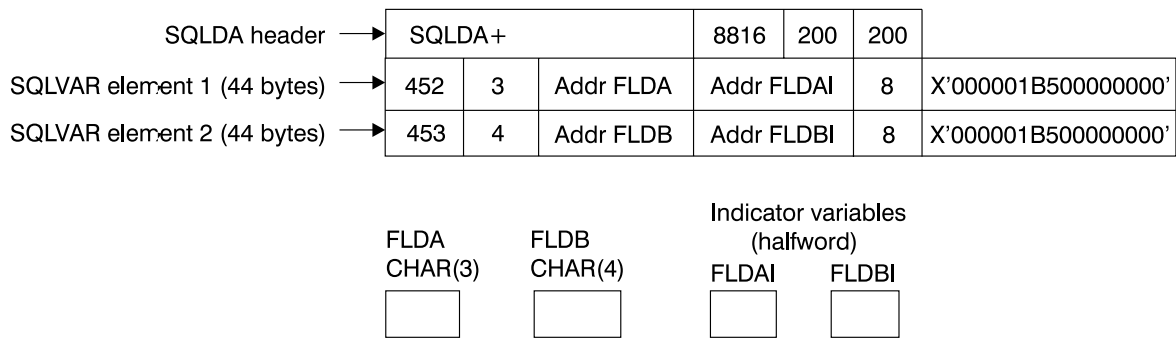 SQLDA header SQLDA+ 8816 200 200
SQLVAR element 1 (44 bytes) 452 3 Addr FLDA Addr FLDAI 8 X'000001B500000000'
SQLVAR element 2 (44 bytes) 453 4 Addr FLDB Addr FLDBI 8 X'000001B500000000'
Indicator variables
FLDA FLDB (halfword)
CHAR(3) CHAR(4) FLDAI FLDBI